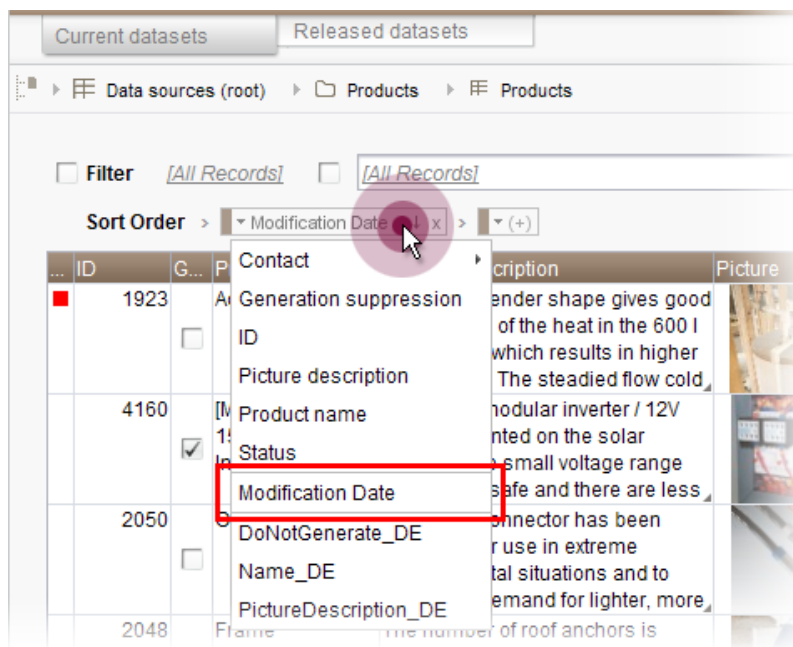 Current datasets
Released datasets
Data sources (root) Products Products
Filter [All Records] [All Records]
Sort Order > Modification Date x > (+)
... ID G... P cription Picture
Contact
Generation suppression
ID
Picture description
Product name
Status
Modification Date
DoNotGenerate_DE
Name_DE
PictureDescription_DE
1923 A ender shape gives good
of the heat in the 600 l
which results in higher
The steadied flow cold
4160 [M odular inverter / 12V
nted on the solar
In small voltage range
safe and there are less
2050 onnector has been
r use in extreme
tal situations and to
emand for lighter, more
2048 Frame The number of roof anchors is